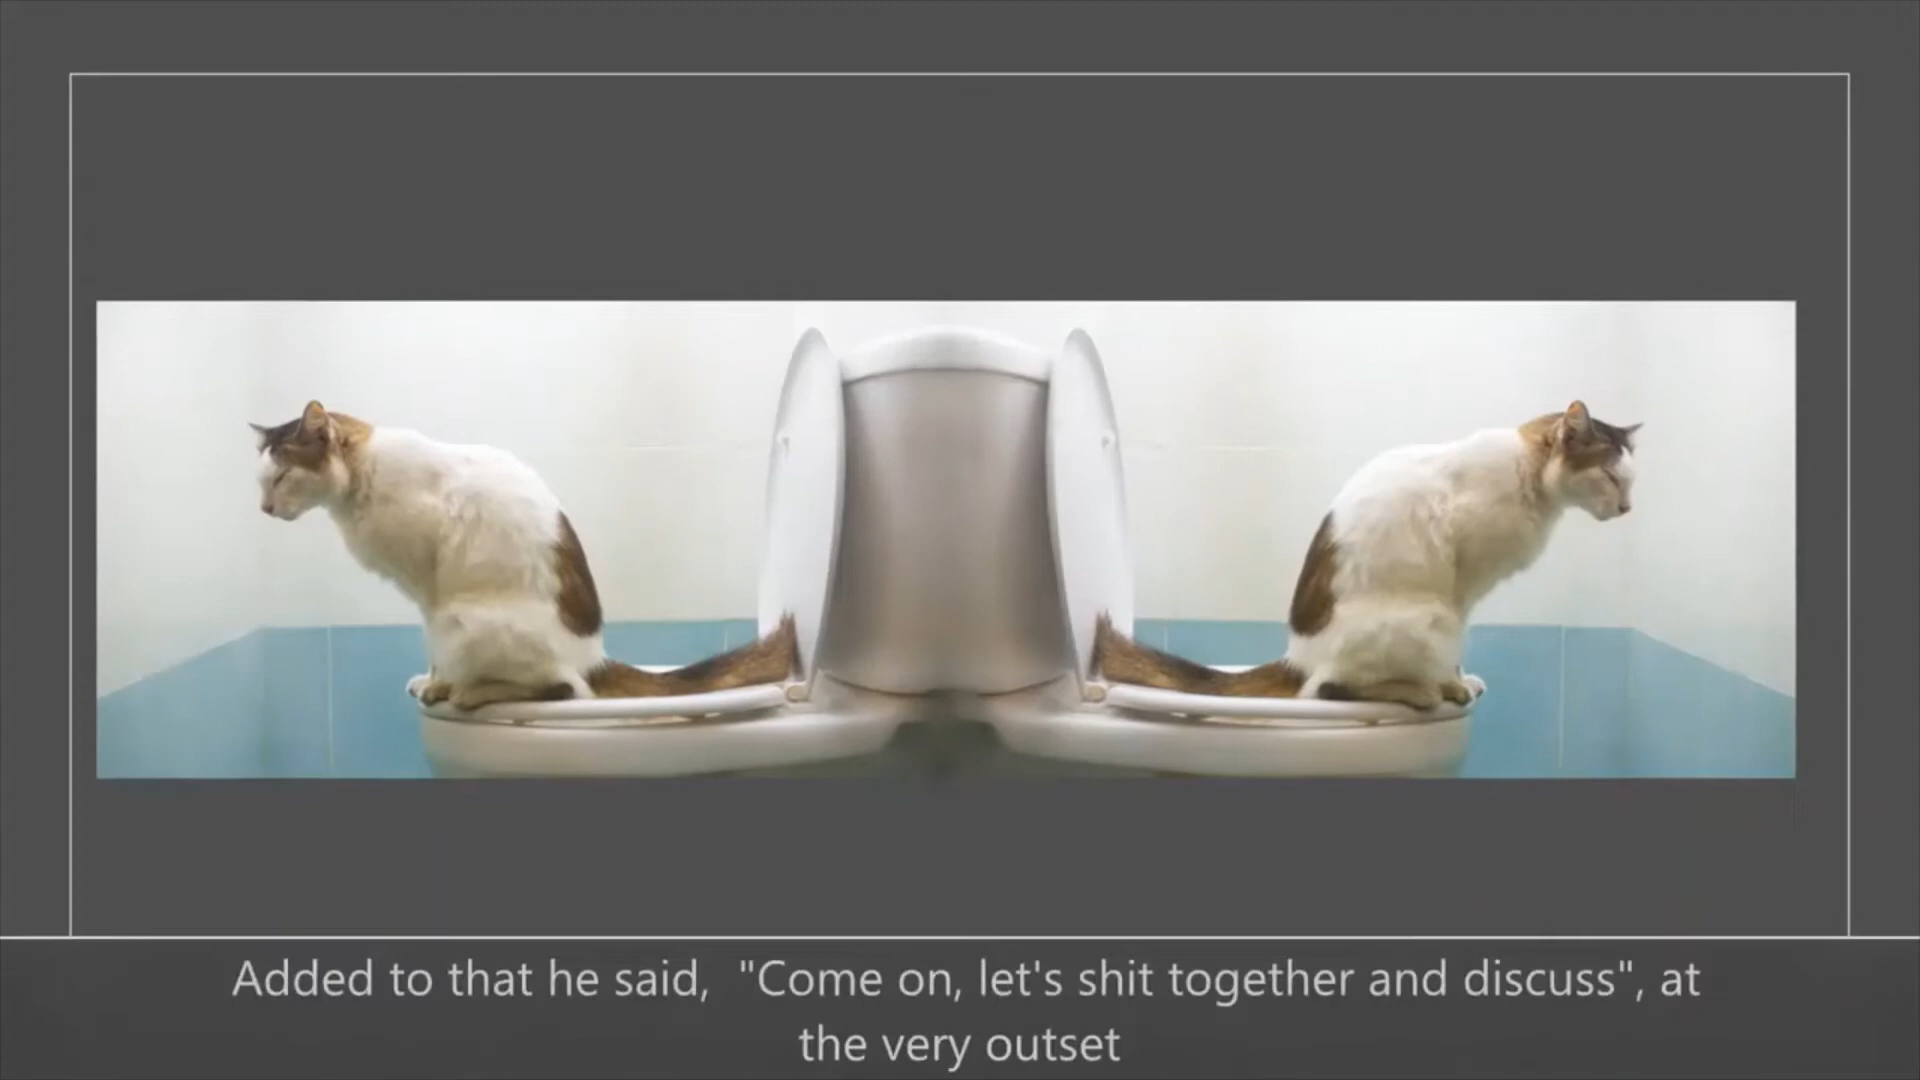 Added to that he said,  "Come on, let's shit together and discuss", at
the very outset